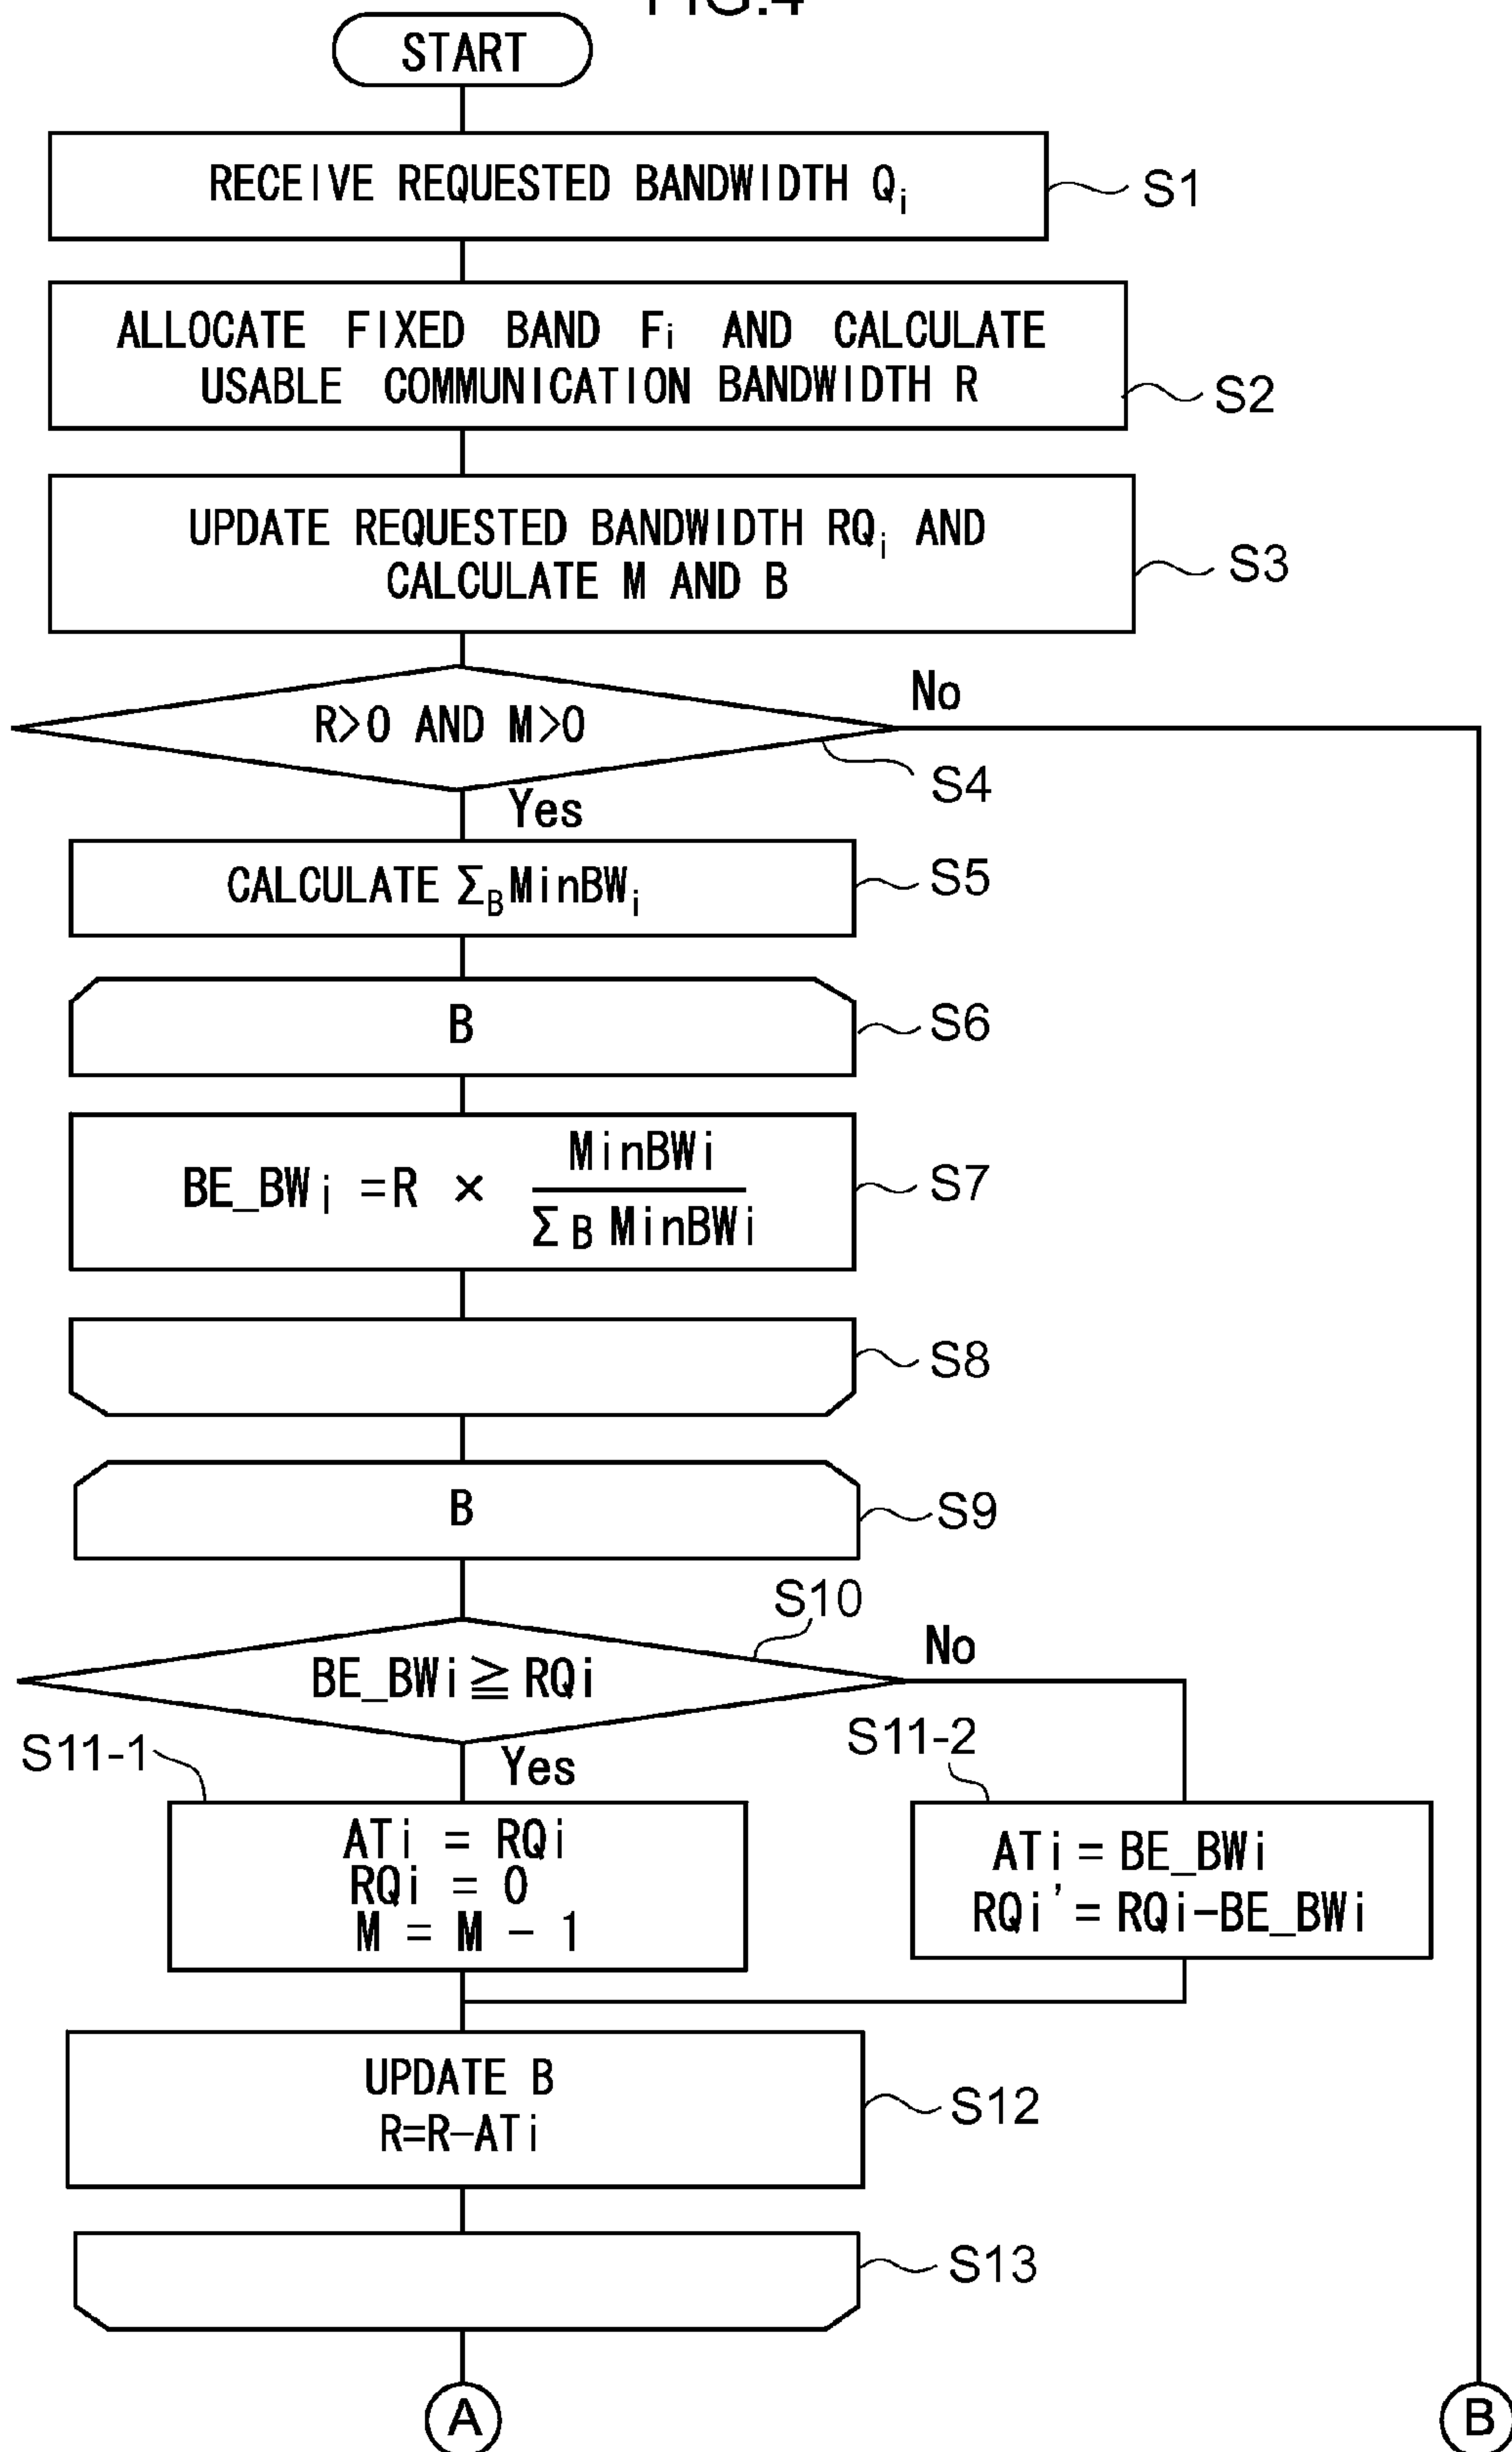 FIG.4
START
RECEIVE REQUESTED BANDWIDTH Qi
S1
ALLOCATE FIXED BAND Fi AND CALCULATE
USABLE COMMUNICATION BANDWIDTH R
S2
UPDATE REQUESTED BANDWIDTH RQi AND
CALCULATE M AND B
S3
R>0 AND M>0
No
S4
Yes
CALCULATE ΣBMinBWi
S5
B
S6
BE_BWi =R × MinBWi
ΣB MinBWi
S7
S8
B
S9
S10
BE_BWi≧RQi
No
S11-1
Yes
S11-2
ATi = RQi
RQi = 0
M = M - 1
ATi = BE_BWi
RQi' = RQi-BE_BWi
UPDATE B
R=R-ATi
S12
S13
A
B